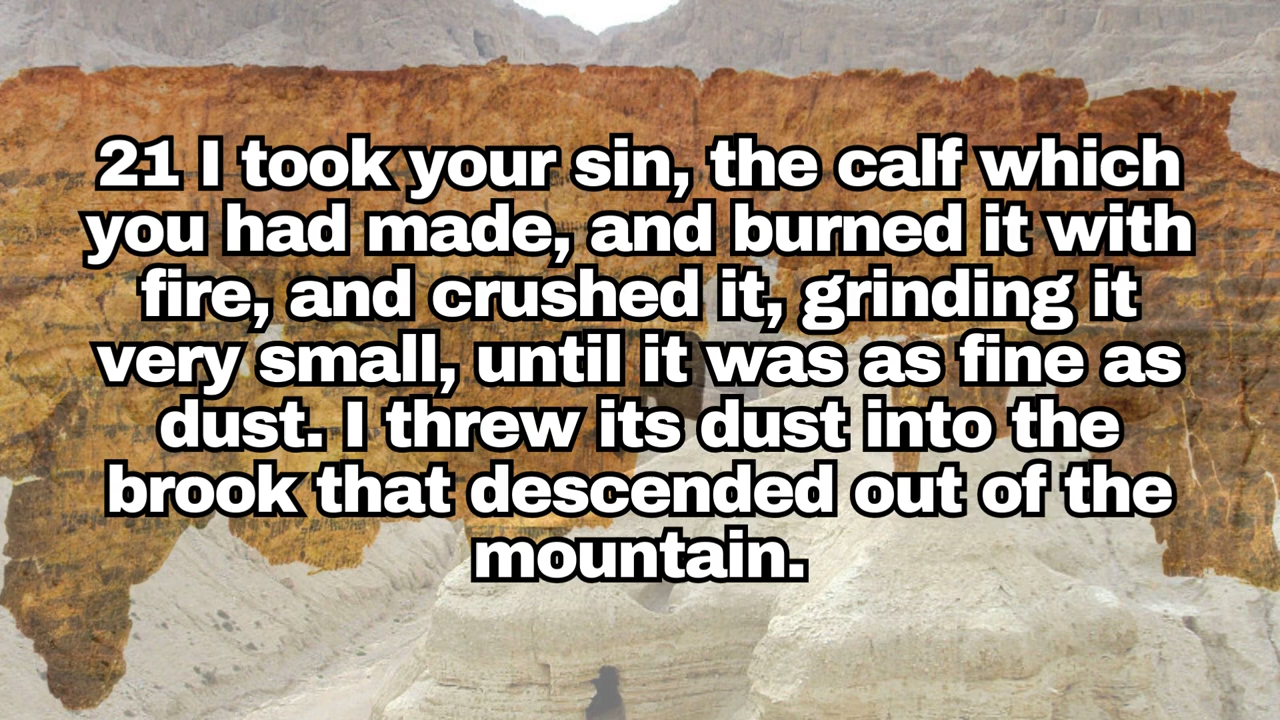 21 I took your sin, the calf which
you had made, and burned it with
fire, and crushed it, grinding it
very small, until it was as fine as
dust. I threw its dust into the
brook that descended out of the
mountain.